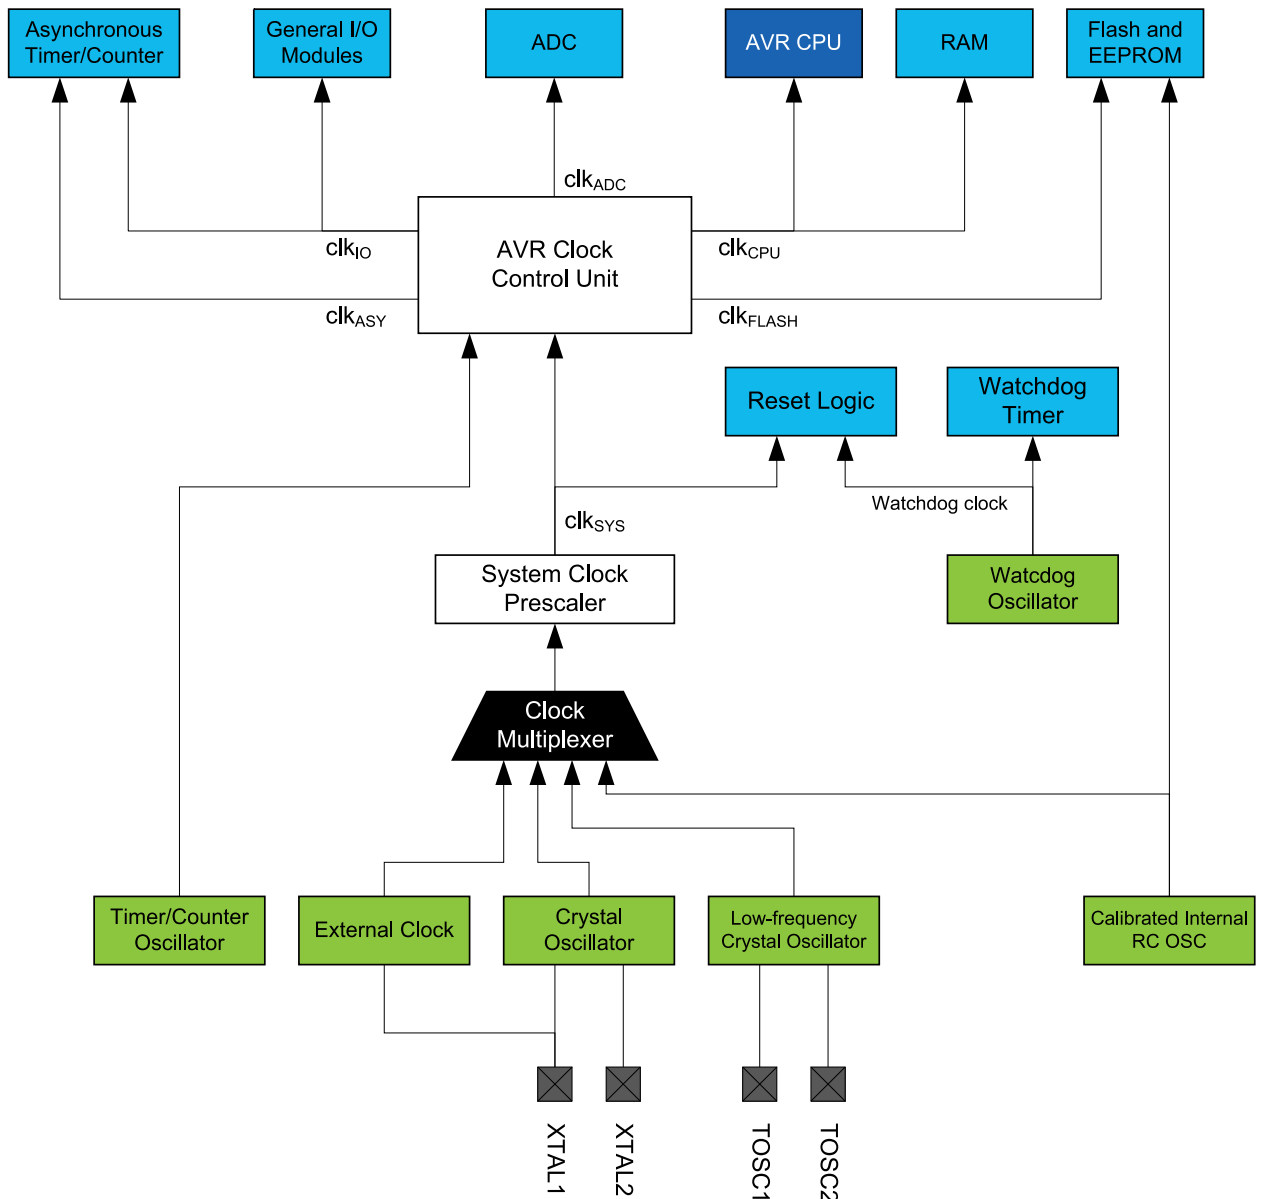 Asynchronous
Timer/Counter
General I/O
Modules
ADC
AVR CPU
RAM
Flash and
EEPROM
clkADC
clkIO
AVR Clock
Control Unit
clkCPU
clkASY
clkFLASH
Reset Logic
Watchdog
Timer
Watchdog clock
clkSYS
System Clock
Prescaler
Watcdog
Oscillator
Clock
Multiplexer
Timer/Counter
Oscillator
External Clock
Crystal
Oscillator
Low-frequency
Crystal Oscillator
Calibrated Internal
RC OSC
XTAL1
XTAL2
TOSC1
TOSC2